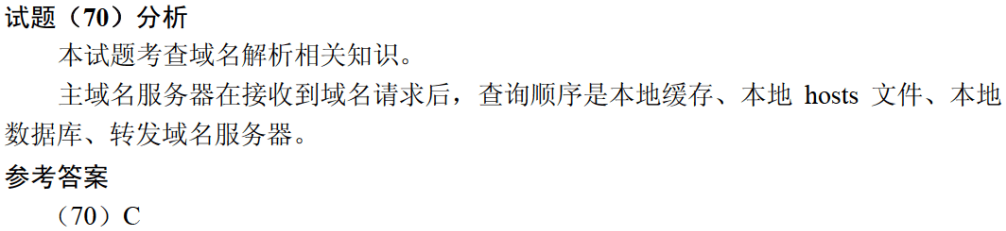 试题（70）分析
本试题考查域名解析相关知识。
主域名服务器在接收到域名请求后，查询顺序是本地缓存、本地 hosts 文件、本地
数据库、转发域名服务器。
参考答案
（70）C